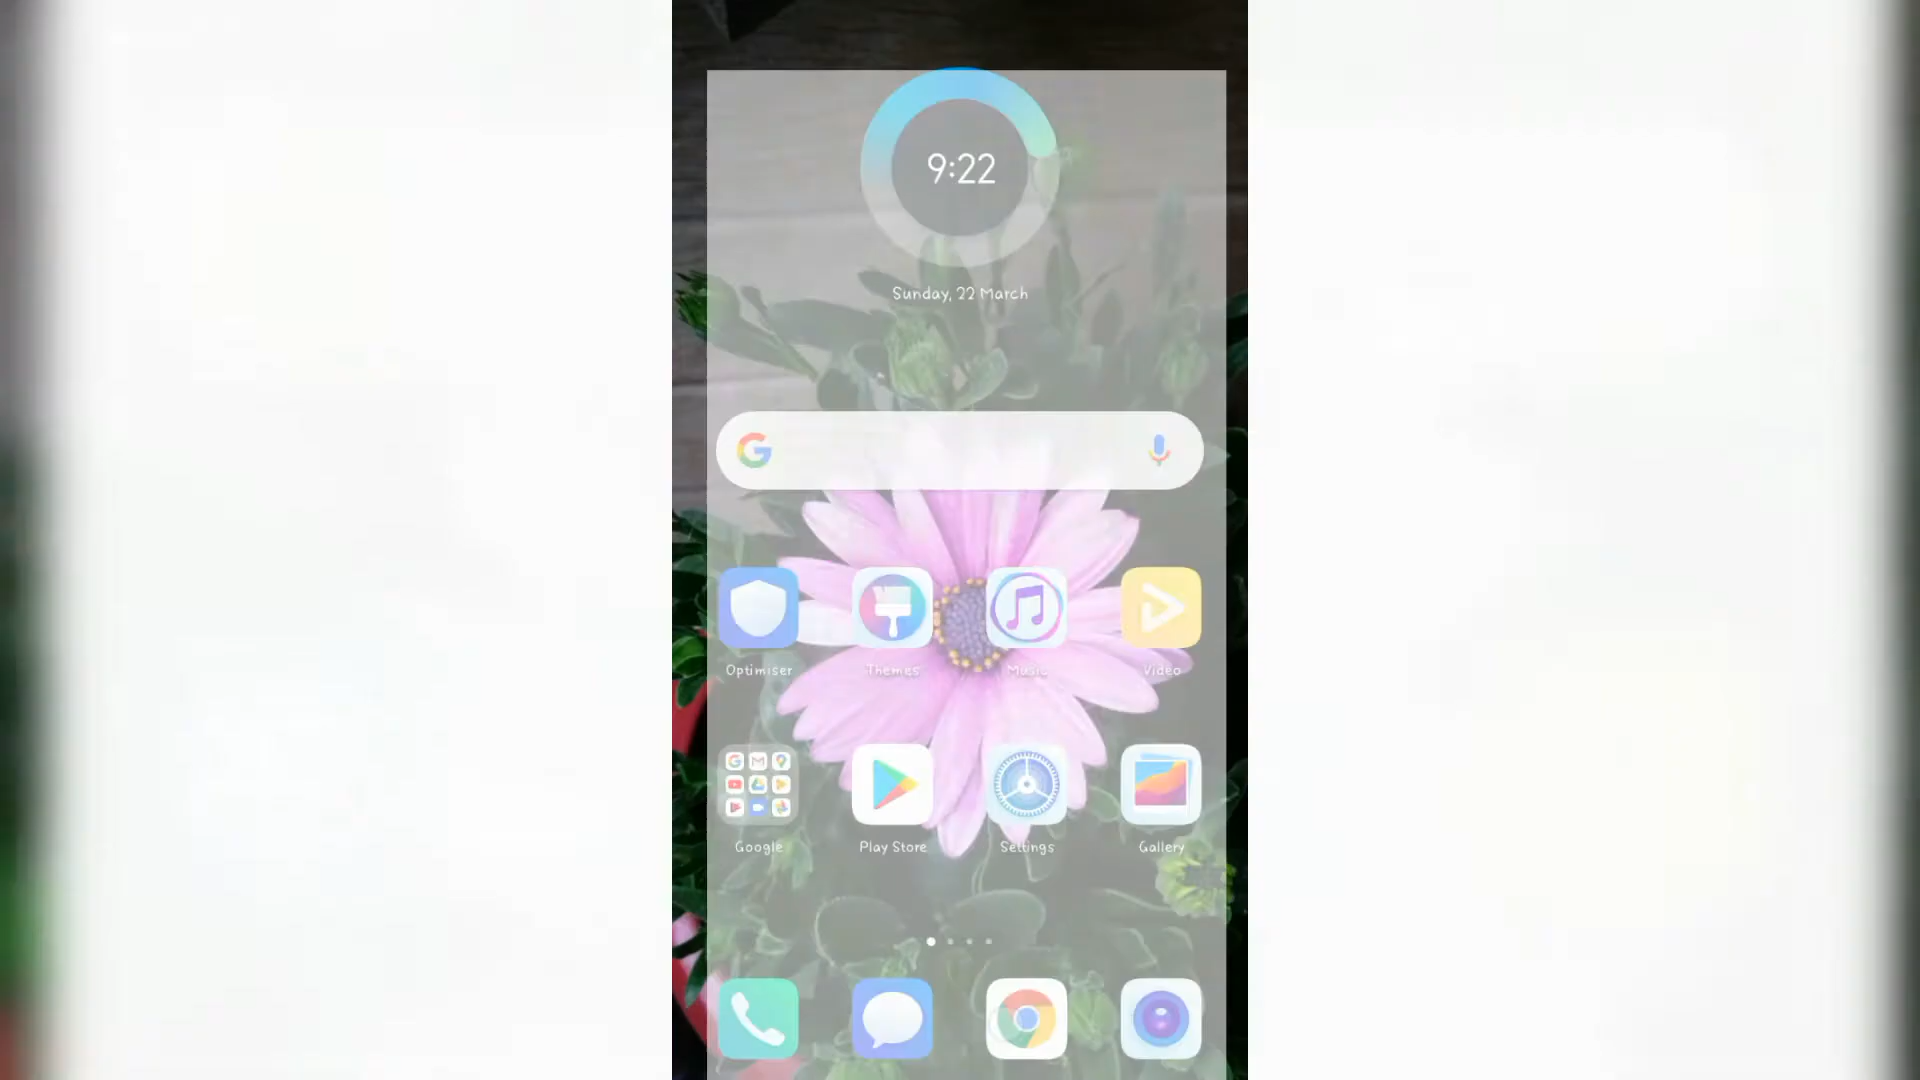 9:22
Sunday, 22 March
Optimiser
Themes
Music
Video
Google
Play Store
Settings
Gallery